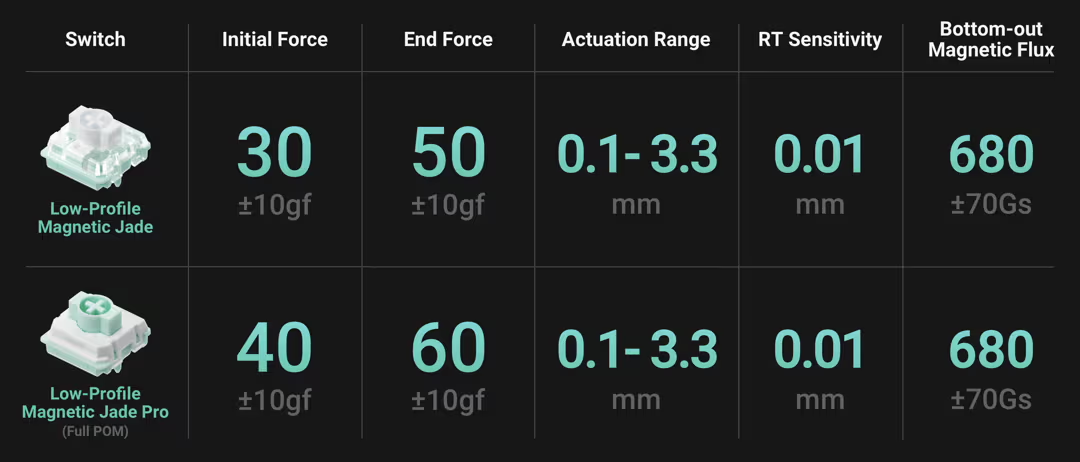 Switch
Initial Force
End Force
Actuation Range
RT Sensitivity
Bottom-out
Magnetic Flux
Low-Profile
Magnetic Jade
30
±10gf
50
±10gf
0.1- 3.3
mm
0.01
mm
680
±70Gs
Low-Profile
Magnetic Jade Pro
(Full POM)
40
±10gf
60
±10gf
0.1- 3.3
mm
0.01
mm
680
±70Gs